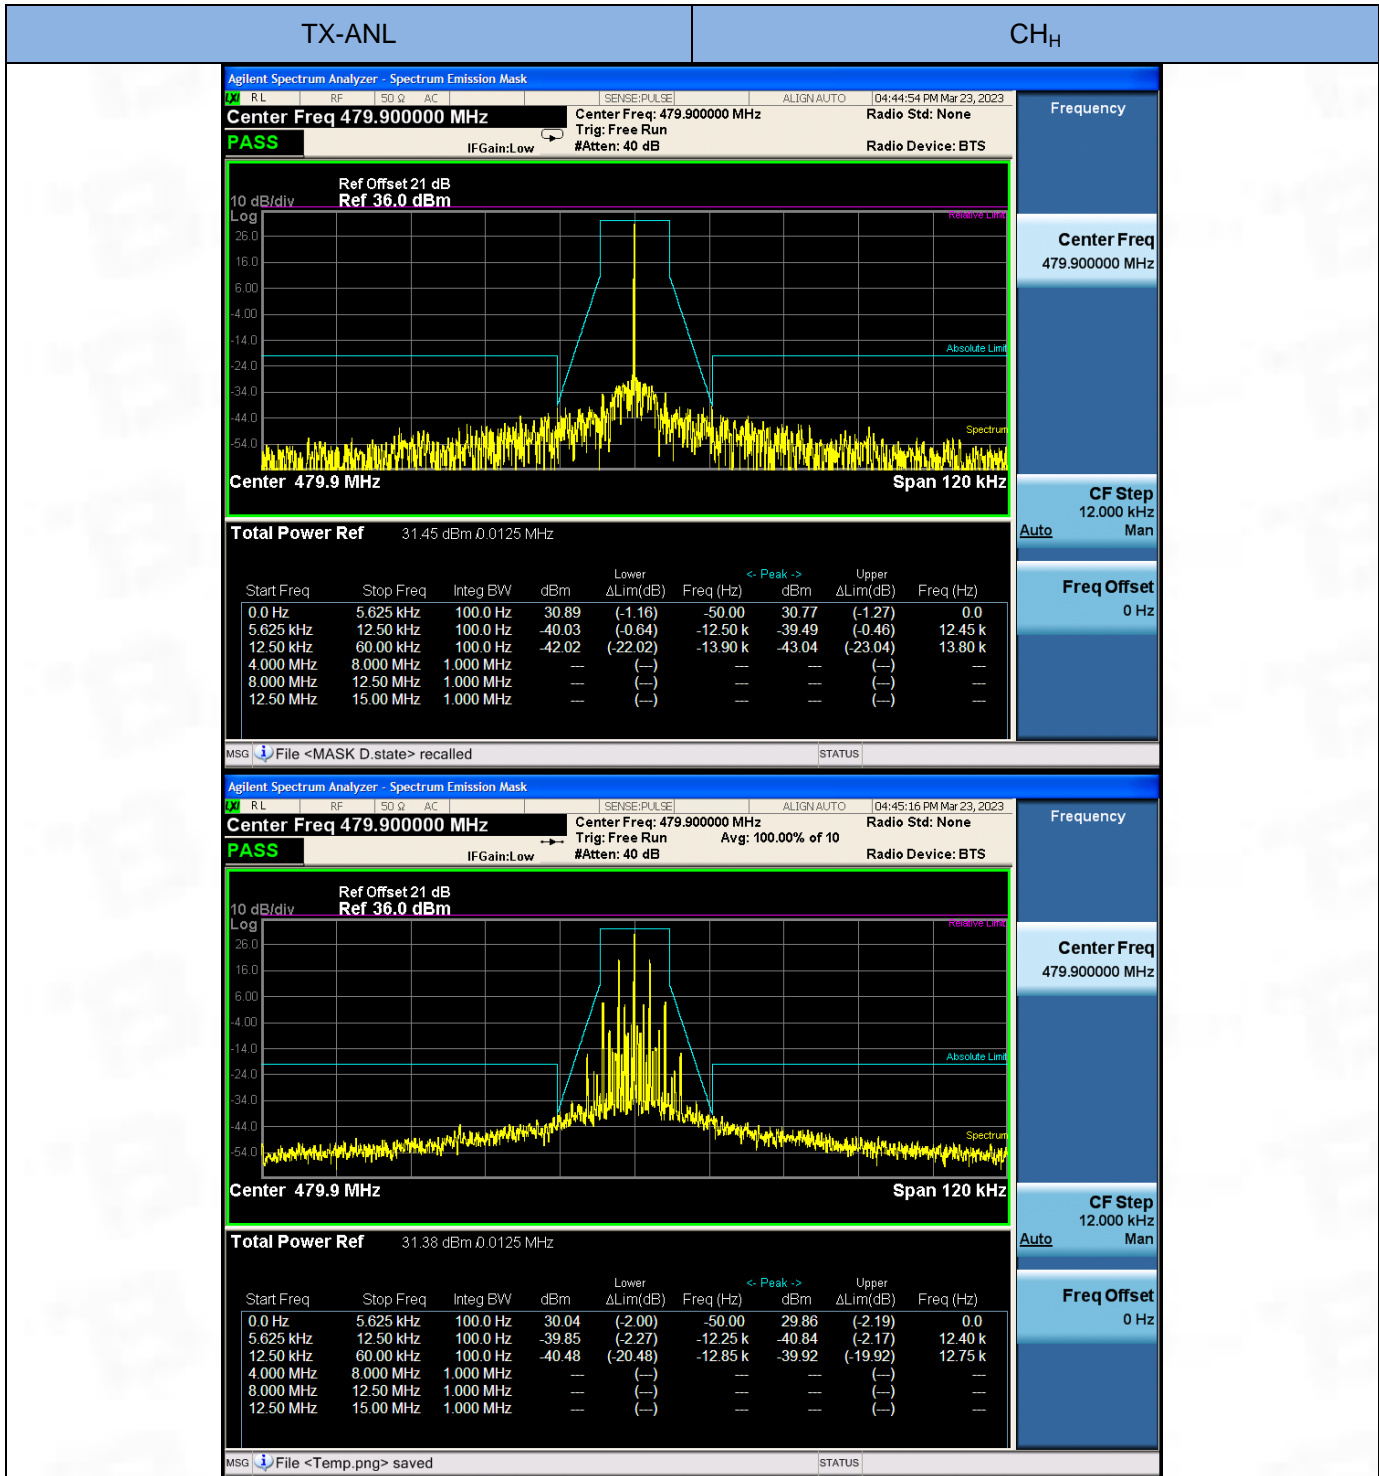 TX-ANL CH_H
Agilent Spectrum Analyzer - Spectrum Emission Mask
LXI RL RF 50 Ω AC SENSE:PULSE ALIGN AUTO 04:44:54 PM Mar 23, 2023
Center Freq 479.900000 MHz Center Freq: 479.900000 MHz Radio Std: None
Trig: Free Run
PASS IFGain:Low #Atten: 40 dB Radio Device: BTS
Frequency
Ref Offset 21 dB
10 dB/div Ref 36.0 dBm
Log
Relative Limit
26.0
16.0
6.00
-4.00
-14.0
Absolute Limit
-24.0
-34.0
-44.0
Spectrum
-54.0
Center 479.9 MHz Span 120 kHz
Center Freq
479.900000 MHz
CF Step
12.000 kHz
Auto Man
Freq Offset
0 Hz
Total Power Ref 31.45 dBm / 0.0125 MHz
Lower <- Peak -> Upper
Start Freq Stop Freq Integ BW dBm ΔLim(dB) Freq (Hz) dBm ΔLim(dB) Freq (Hz)
0.0 Hz 5.625 kHz 100.0 Hz 30.89 (-1.16) -50.00 30.77 (-1.27) 0.0
5.625 kHz 12.50 kHz 100.0 Hz -40.03 (-0.64) -12.50 k -39.49 (-0.46) 12.45 k
12.50 kHz 60.00 kHz 100.0 Hz -42.02 (-22.02) -13.90 k -43.04 (-23.04) 13.80 k
4.000 MHz 8.000 MHz 1.000 MHz --- (---) --- --- (---) ---
8.000 MHz 12.50 MHz 1.000 MHz --- (---) --- --- (---) ---
12.50 MHz 15.00 MHz 1.000 MHz --- (---) --- --- (---) ---
MSG File <MASK D.state> recalled STATUS
Agilent Spectrum Analyzer - Spectrum Emission Mask
LXI RL RF 50 Ω AC SENSE:PULSE ALIGN AUTO 04:45:16 PM Mar 23, 2023
Center Freq 479.900000 MHz Center Freq: 479.900000 MHz Radio Std: None
Trig: Free Run Avg: 100.00% of 10
PASS IFGain:Low #Atten: 40 dB Radio Device: BTS
Frequency
Ref Offset 21 dB
10 dB/div Ref 36.0 dBm
Log
Relative Limit
26.0
16.0
6.00
-4.00
-14.0
Absolute Limit
-24.0
-34.0
-44.0
Spectrum
-54.0
Center 479.9 MHz Span 120 kHz
Center Freq
479.900000 MHz
CF Step
12.000 kHz
Auto Man
Freq Offset
0 Hz
Total Power Ref 31.38 dBm / 0.0125 MHz
Lower <- Peak -> Upper
Start Freq Stop Freq Integ BW dBm ΔLim(dB) Freq (Hz) dBm ΔLim(dB) Freq (Hz)
0.0 Hz 5.625 kHz 100.0 Hz 30.04 (-2.00) -50.00 29.86 (-2.19) 0.0
5.625 kHz 12.50 kHz 100.0 Hz -39.85 (-2.27) -12.25 k -40.84 (-2.17) 12.40 k
12.50 kHz 60.00 kHz 100.0 Hz -40.48 (-20.48) -12.85 k -39.92 (-19.92) 12.75 k
4.000 MHz 8.000 MHz 1.000 MHz --- (---) --- --- (---) ---
8.000 MHz 12.50 MHz 1.000 MHz --- (---) --- --- (---) ---
12.50 MHz 15.00 MHz 1.000 MHz --- (---) --- --- (---) ---
MSG File <Temp.png> saved STATUS